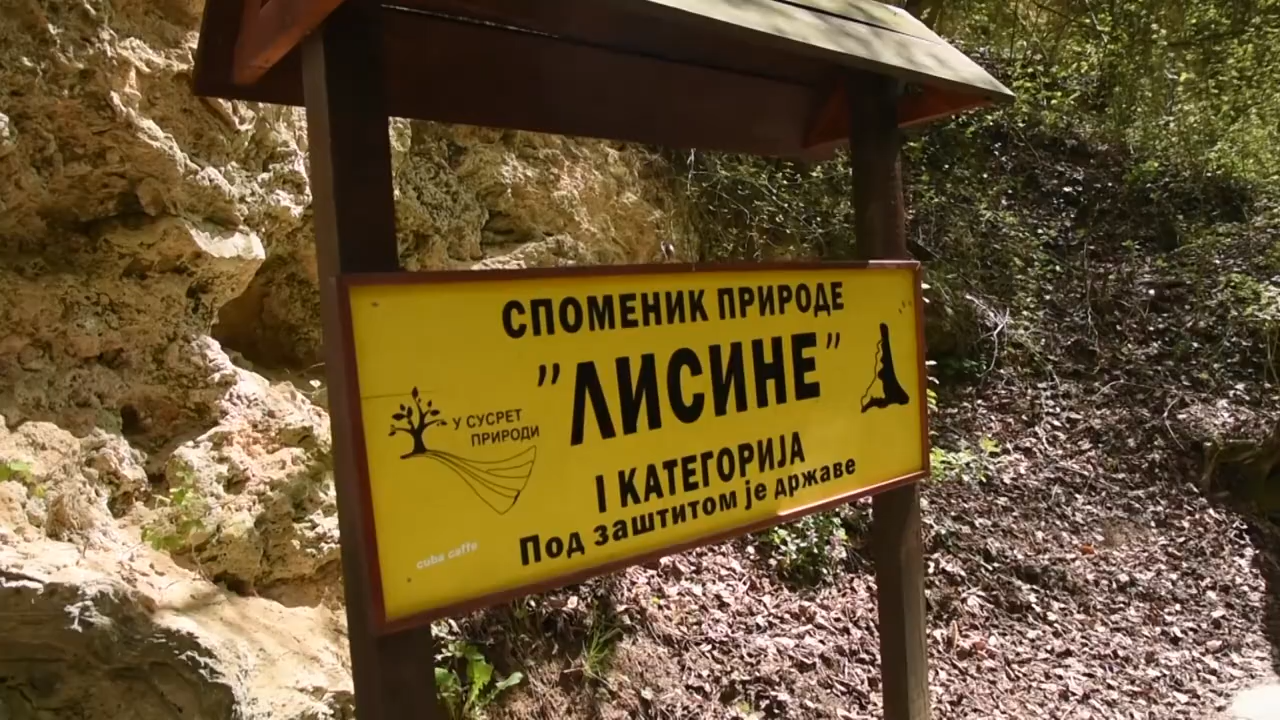 СПОМЕНИК ПРИРОДЕ
"ЛИСИНЕ"
У СУСРЕТ
ПРИРОДИ
I КАТЕГОРИЈА
Под заштитом је државе
cuba caffe